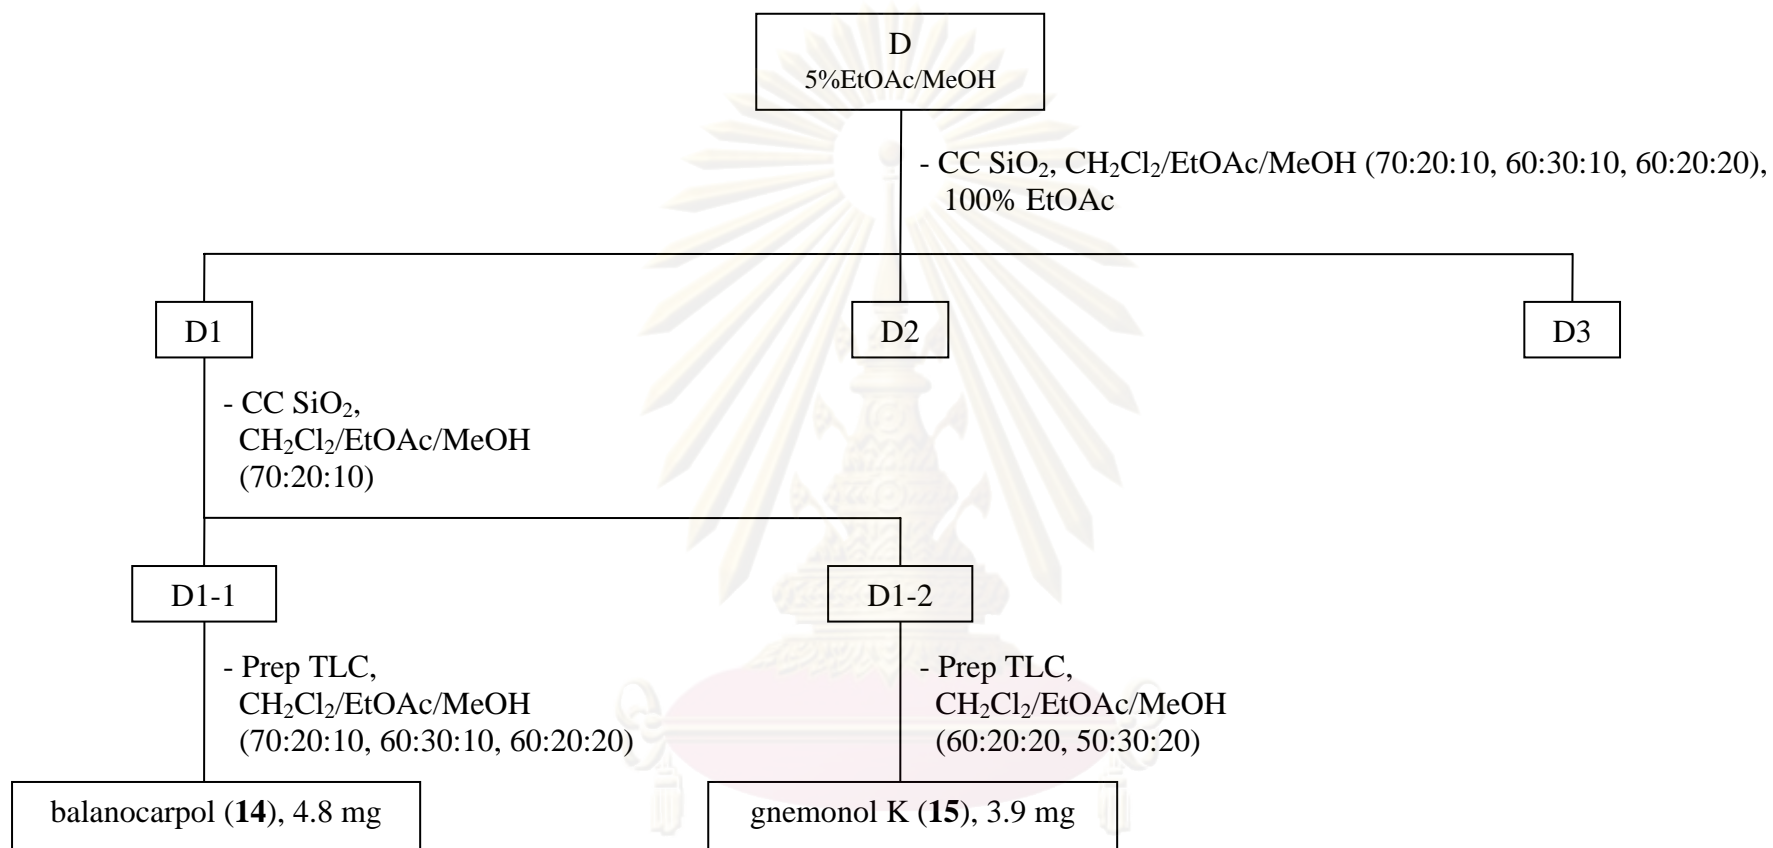 D
5%EtOAc/MeOH
- CC SiO₂, CH₂Cl₂/EtOAc/MeOH (70:20:10, 60:30:10, 60:20:20),
100% EtOAc
D1
D2
D3
- CC SiO₂,
CH₂Cl₂/EtOAc/MeOH
(70:20:10)
D1-1
D1-2
- Prep TLC,
CH₂Cl₂/EtOAc/MeOH
(70:20:10, 60:30:10, 60:20:20)
- Prep TLC,
CH₂Cl₂/EtOAc/MeOH
(60:20:20, 50:30:20)
balanocarpol (14), 4.8 mg
gnemonol K (15), 3.9 mg